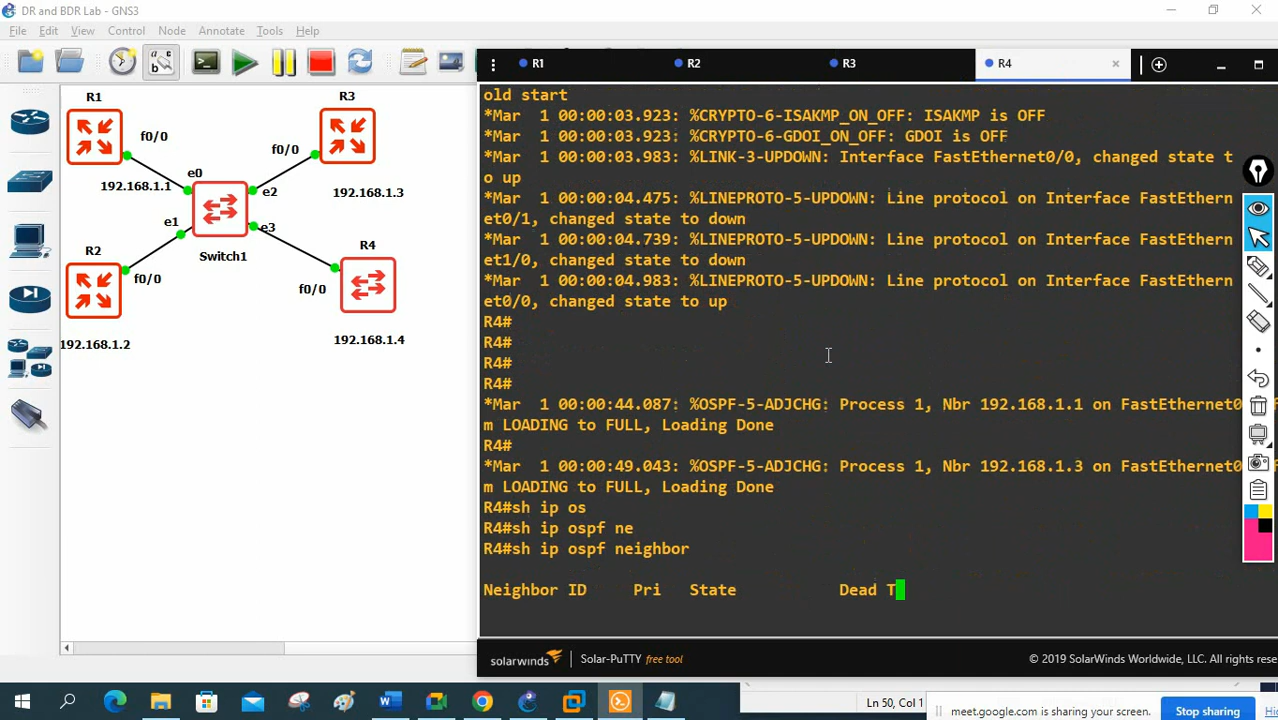 DR and BDR Lab - GNS3
File Edit View Control Node Annotate Tools Help
R1
R3
f0/0
f0/0
e0
192.168.1.1
e2
192.168.1.3
e1
e3
R4
R2
Switch1
f0/0
f0/0
192.168.1.2
192.168.1.4
R1 R2 R3 R4
old start
*Mar  1 00:00:03.923: %CRYPTO-6-ISAKMP_ON_OFF: ISAKMP is OFF
*Mar  1 00:00:03.923: %CRYPTO-6-GDOI_ON_OFF: GDOI is OFF
*Mar  1 00:00:03.983: %LINK-3-UPDOWN: Interface FastEthernet0/0, changed state t
o up
*Mar  1 00:00:04.475: %LINEPROTO-5-UPDOWN: Line protocol on Interface FastEthern
et0/1, changed state to down
*Mar  1 00:00:04.739: %LINEPROTO-5-UPDOWN: Line protocol on Interface FastEthern
et1/0, changed state to down
*Mar  1 00:00:04.983: %LINEPROTO-5-UPDOWN: Line protocol on Interface FastEthern
et0/0, changed state to up
R4#
R4#
R4#
R4#
*Mar  1 00:00:44.087: %OSPF-5-ADJCHG: Process 1, Nbr 192.168.1.1 on FastEthernet0
m LOADING to FULL, Loading Done
R4#
*Mar  1 00:00:49.043: %OSPF-5-ADJCHG: Process 1, Nbr 192.168.1.3 on FastEthernet0
m LOADING to FULL, Loading Done
R4#sh ip os
R4#sh ip ospf ne
R4#sh ip ospf neighbor
Neighbor ID     Pri   State           Dead T
solarwinds Solar-PuTTY free tool © 2019 SolarWinds Worldwide, LLC. All rights rese
Ln 50, Col 1
meet.google.com is sharing your screen. Stop sharing Hi